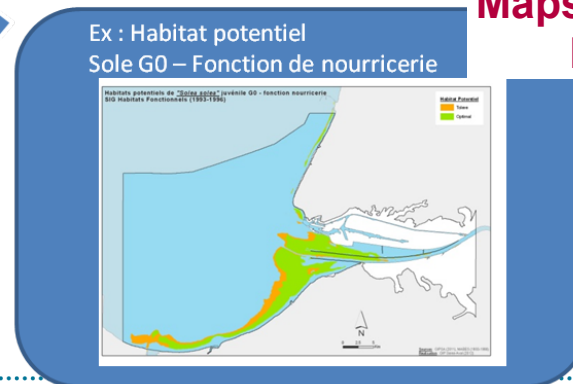 Maps
Ex : Habitat potentiel
Sole G0 – Fonction de nourricerie
Habitats potentiels de "Solea solea" juvénile G0 - fonction nourricerie
SIG Habitats Fonctionnels (1993-1996)
Habitat Potentiel
Optimal
N